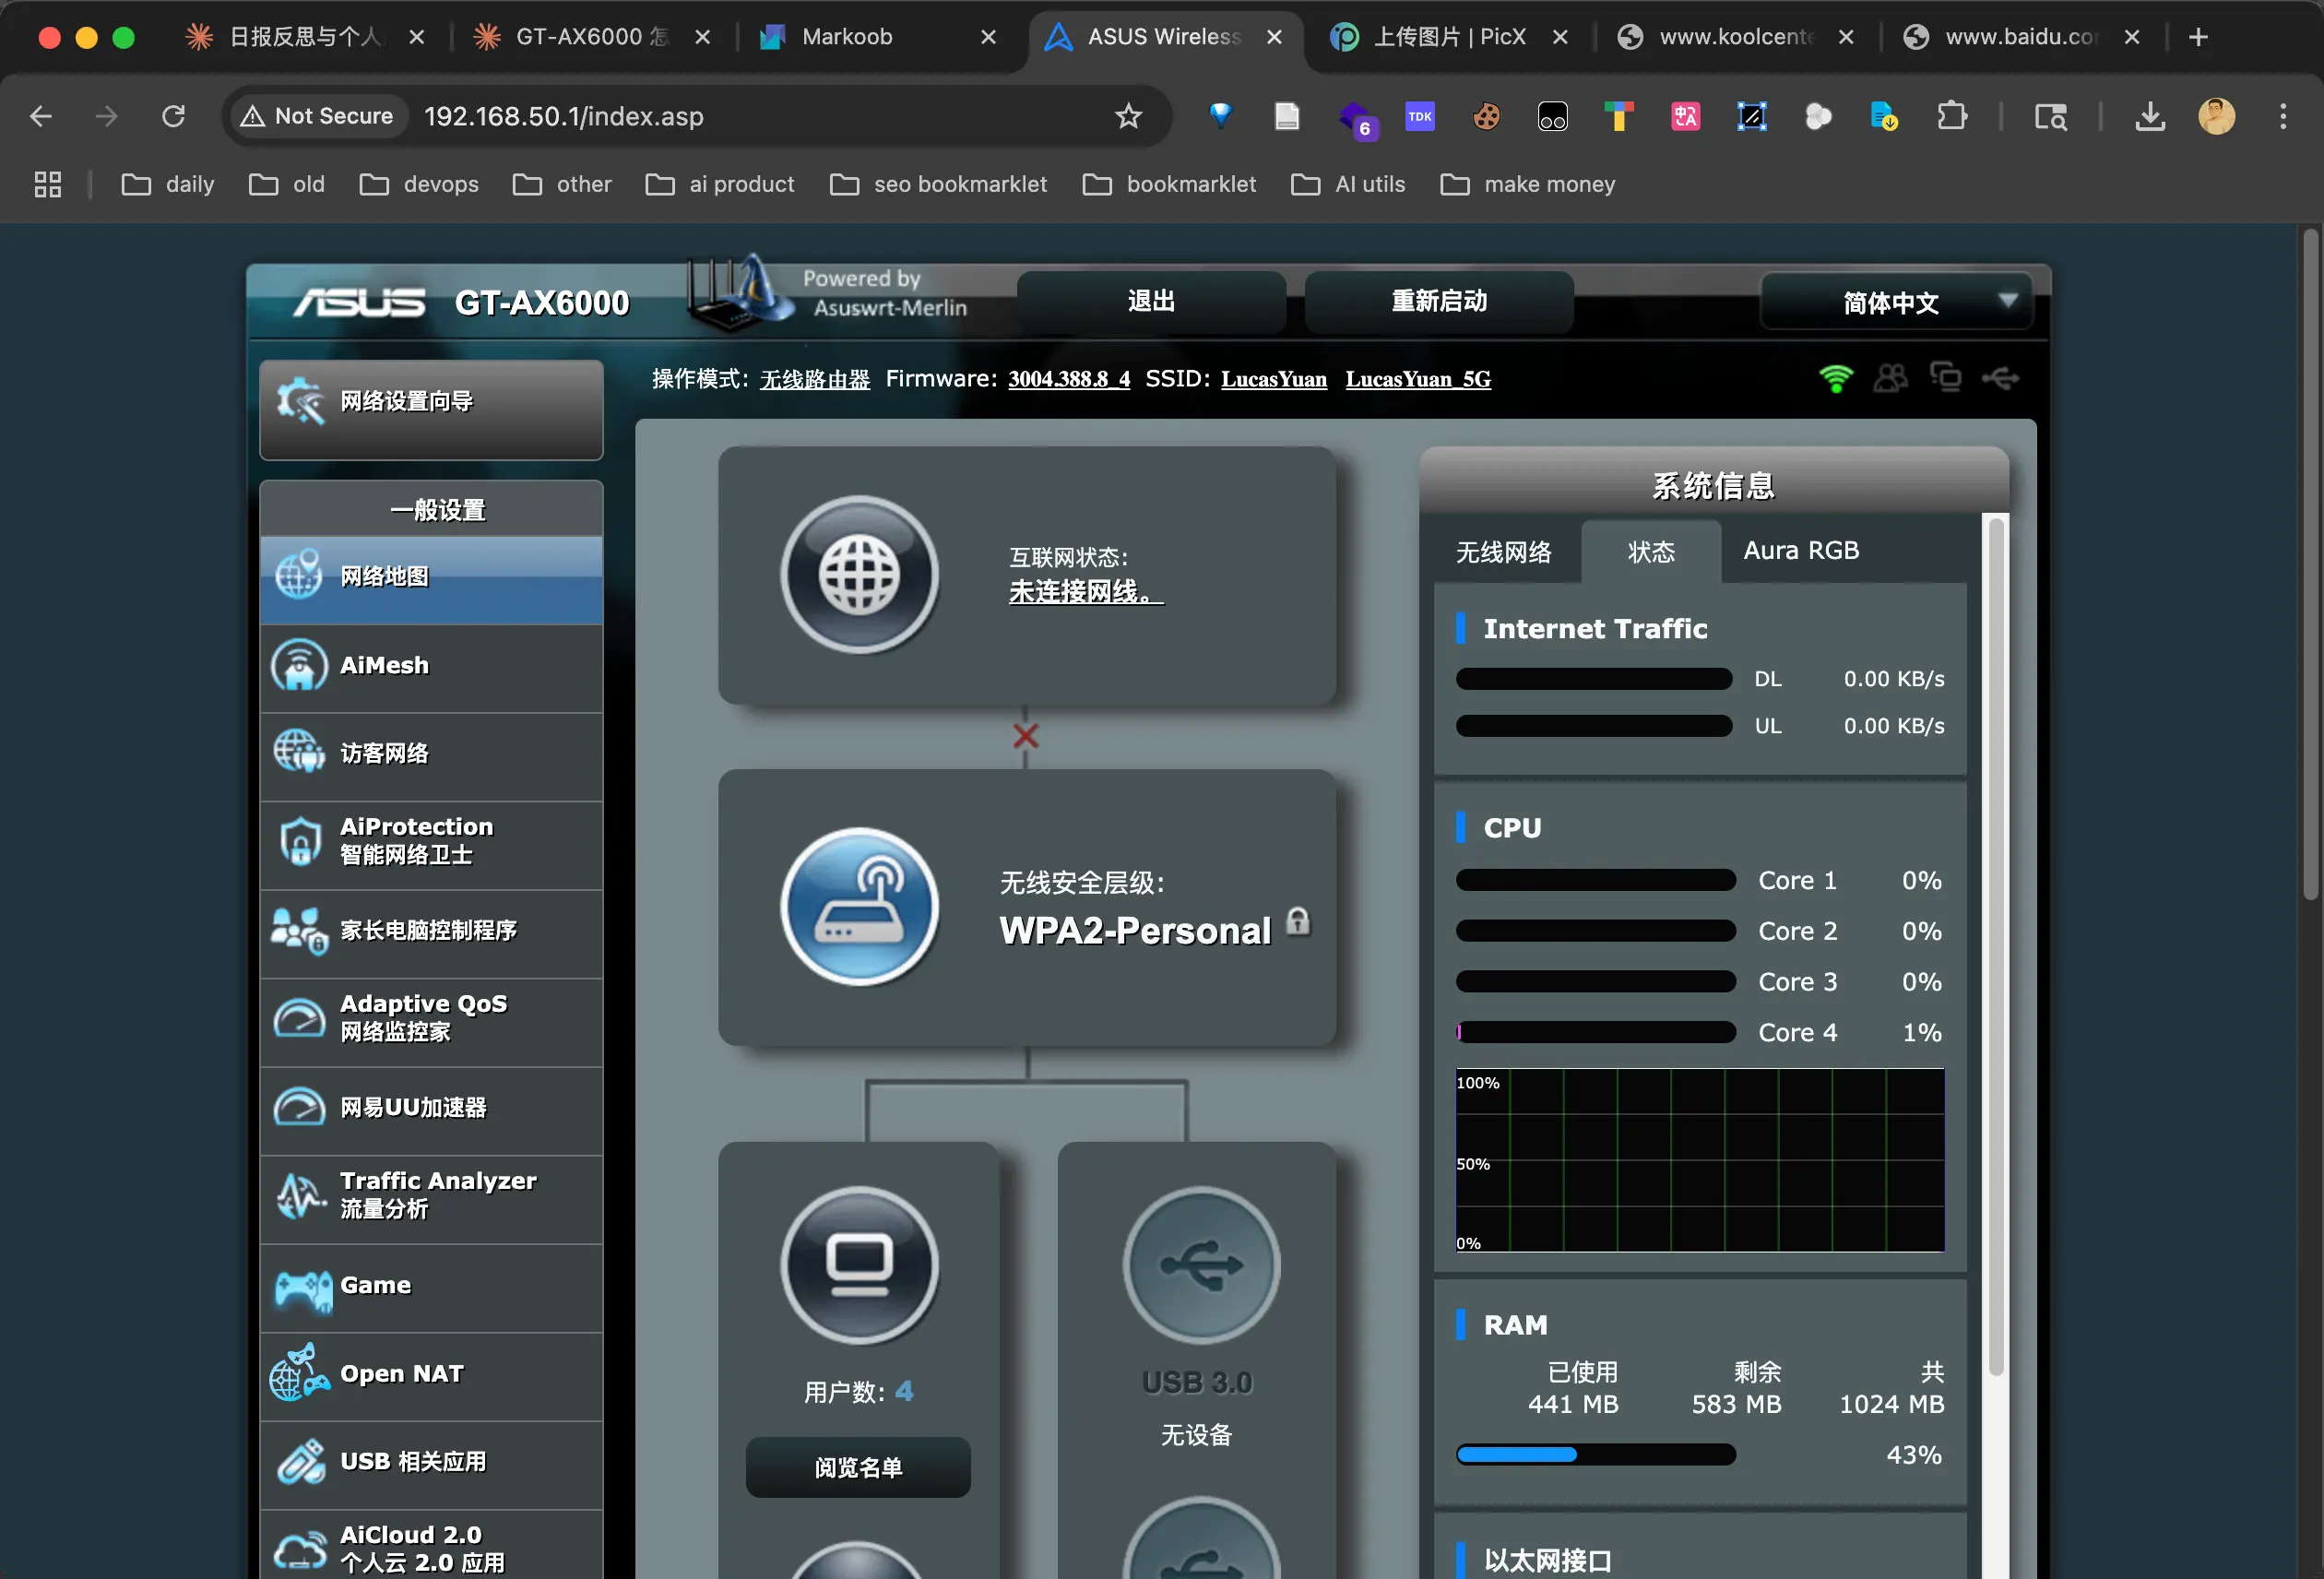 日报反思与个人
GT-AX6000 怎
Markoob
ASUS Wireless
上传图片 | PicX
www.koolcente
www.baidu.co
Not Secure
192.168.50.1/index.asp
6
TDK
daily
old
devops
other
ai product
seo bookmarklet
bookmarklet
AI utils
make money
ASUS
GT-AX6000
Powered by
Asuswrt-Merlin
退出
重新启动
简体中文
操作模式: 无线路由器 Firmware: 3004.388.8_4 SSID: LucasYuan LucasYuan_5G
网络设置向导
一般设置
网络地图
AiMesh
访客网络
AiProtection
智能网络卫士
家长电脑控制程序
Adaptive QoS
网络监控家
网易UU加速器
Traffic Analyzer
流量分析
Game
Open NAT
USB 相关应用
AiCloud 2.0
个人云 2.0 应用
互联网状态:
未连接网线。
无线安全层级:
WPA2-Personal
用户数: 4
阅览名单
USB 3.0
无设备
系统信息
无线网络
状态
Aura RGB
Internet Traffic
DL 0.00 KB/s
UL 0.00 KB/s
CPU
Core 1 0%
Core 2 0%
Core 3 0%
Core 4 1%
100%
50%
0%
RAM
已使用 剩余 共
441 MB 583 MB 1024 MB
43%
以太网接口